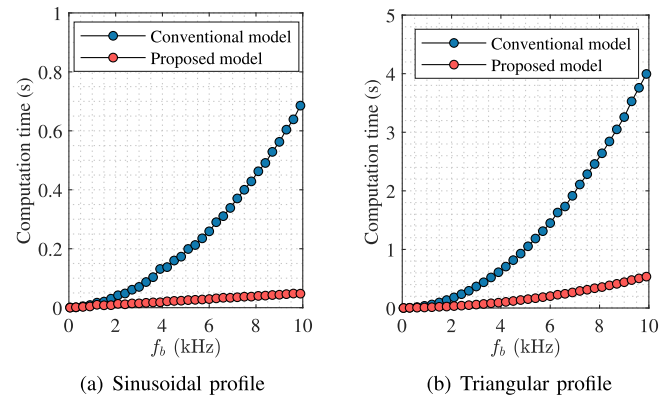 1
0.8
0.6
0.4
0.2
0
Computation time (s)
Conventional model
Proposed model
0 2 4 6 8 10
f_b (kHz)
(a) Sinusoidal profile
5
4
3
2
1
0
Computation time (s)
Conventional model
Proposed model
0 2 4 6 8 10
f_b (kHz)
(b) Triangular profile